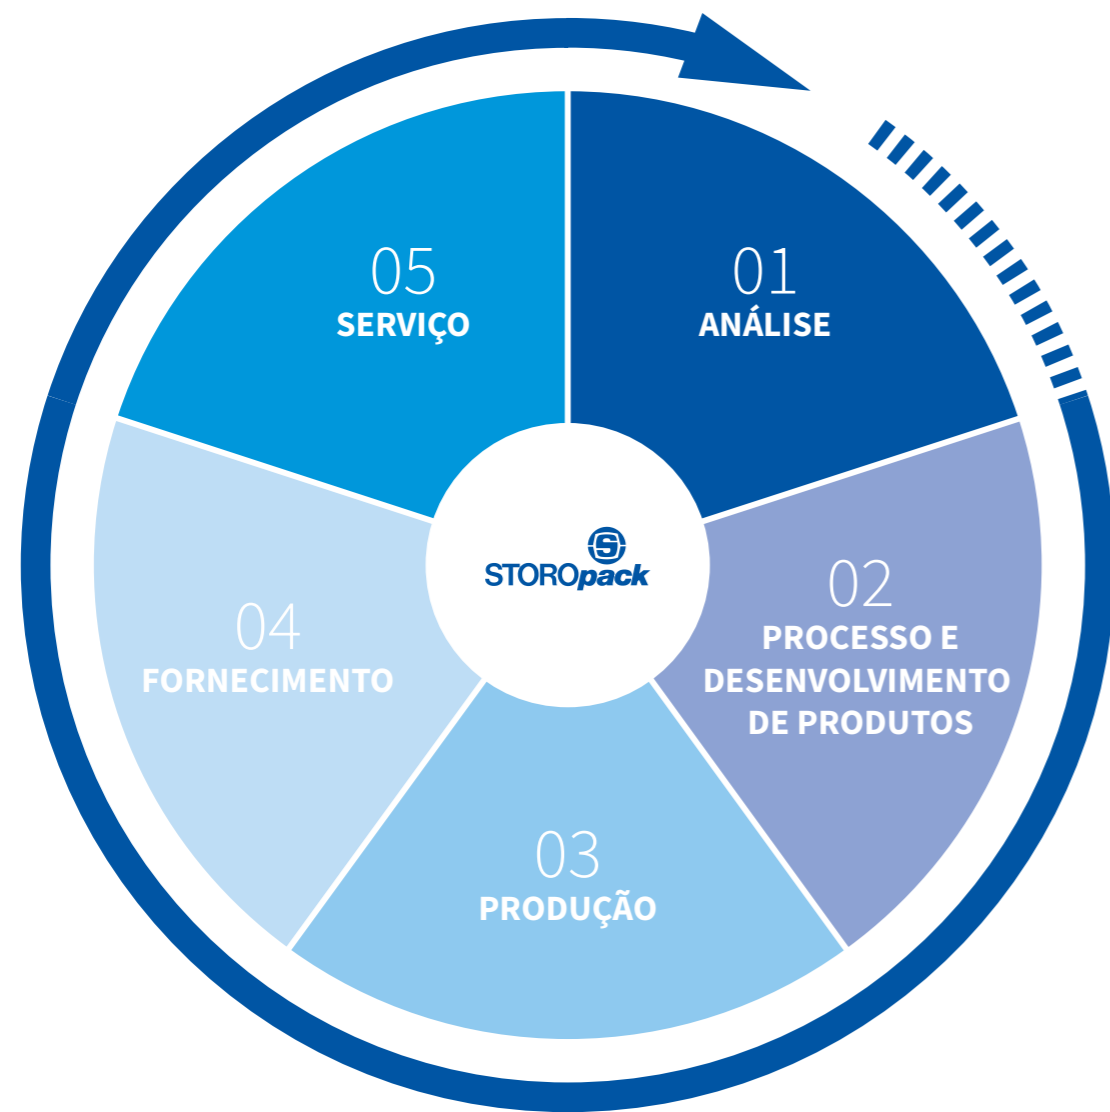 01
ANÁLISE
02
PROCESSO E
DESENVOLVIMENTO
DE PRODUTOS
03
PRODUÇÃO
04
FORNECIMENTO
05
SERVIÇO
S
STOROpack